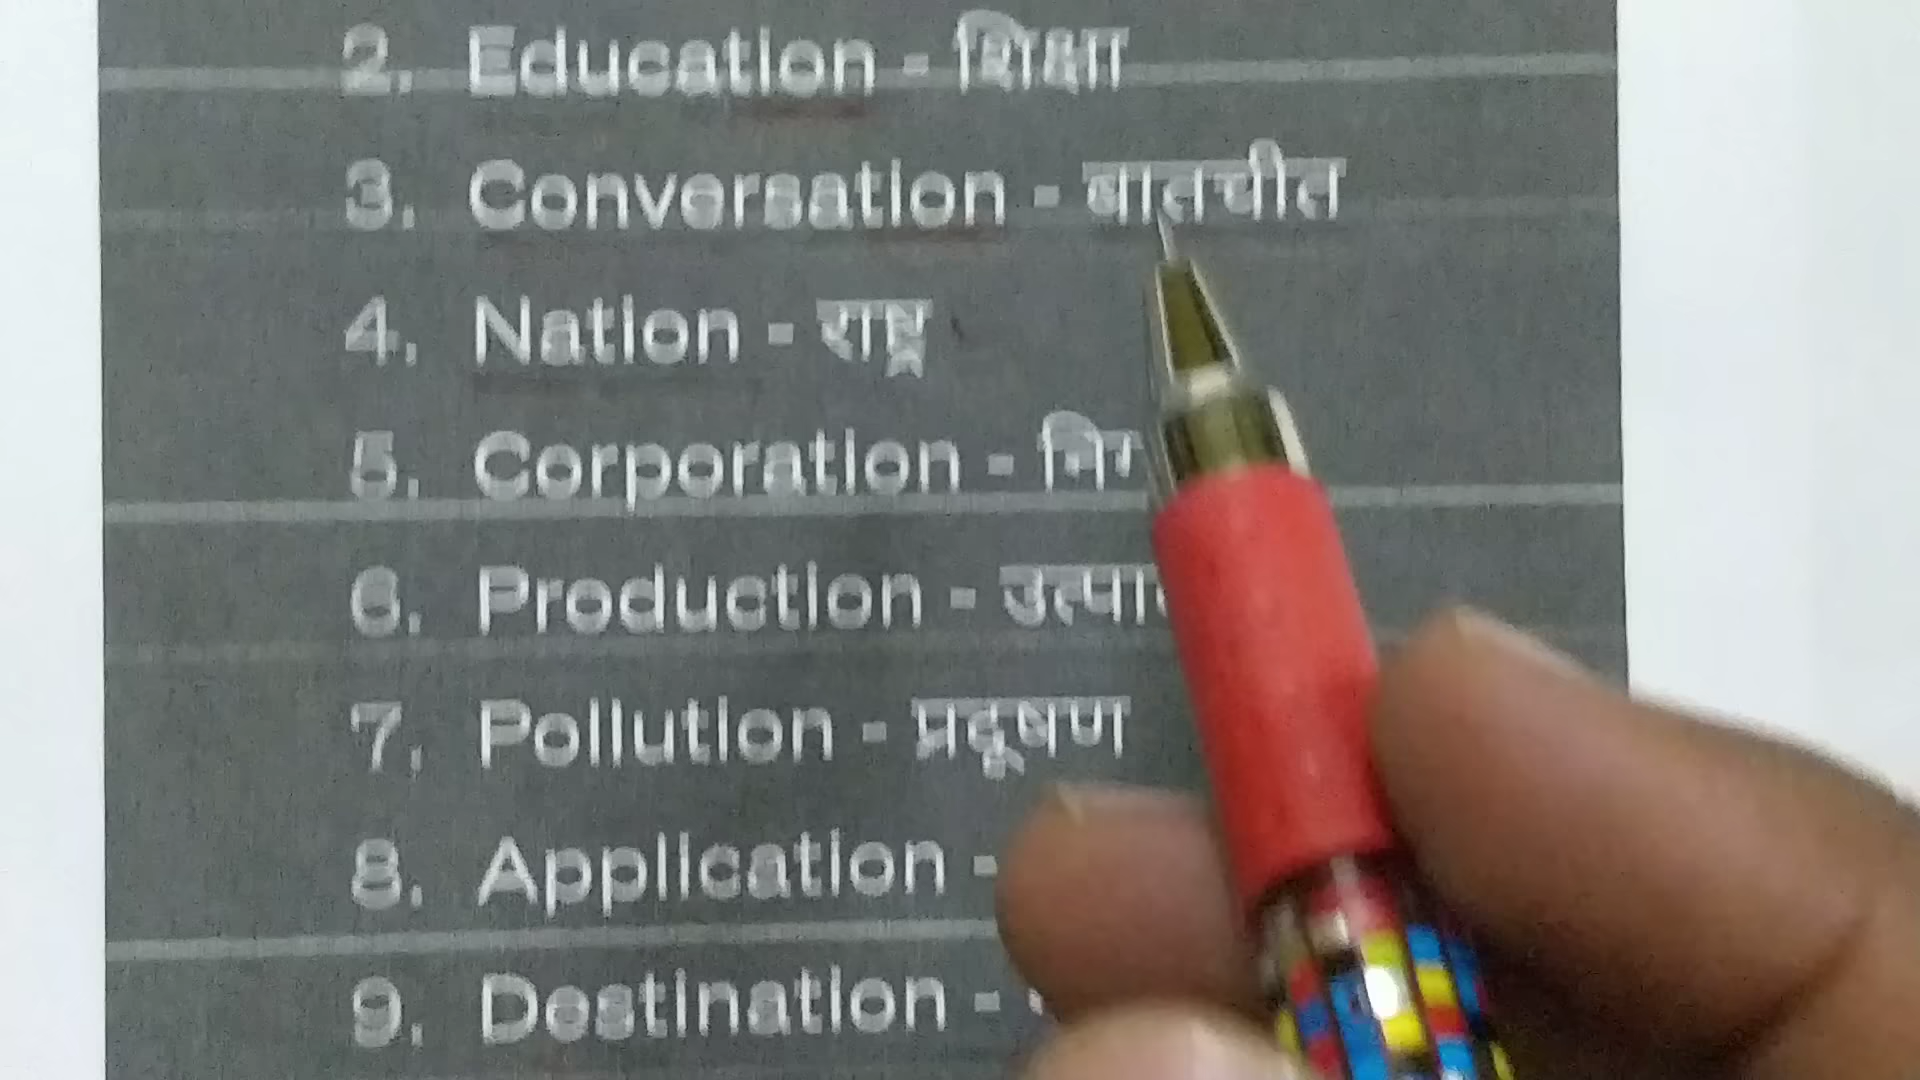 2. Education - शिक्षा
3. Conversation - बातचीत
4. Nation - राष्ट्र
5. Corporation -
6. Production -
7. Pollution - प्रदूषण
8. Application -
9. Destination -